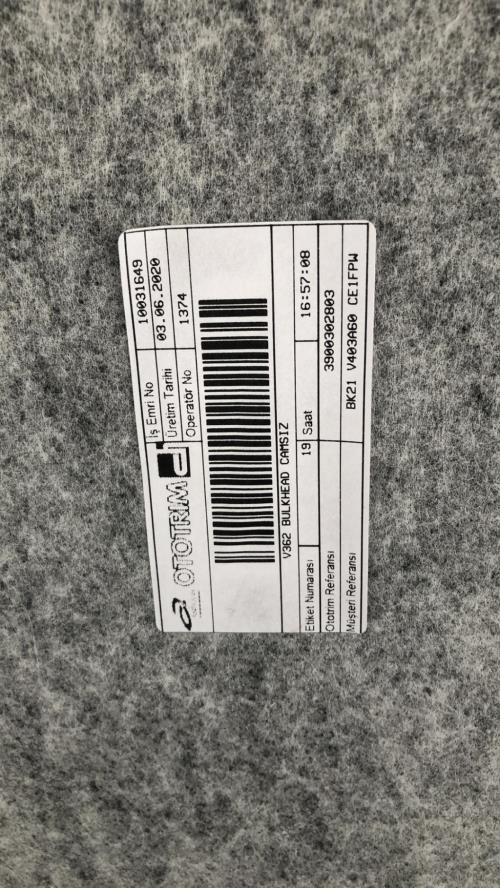 OTOTRIM
İş Emri No 10031649
Üretim Tarihi 03.06.2020
Operatör No 1374
V362 BULKHEAD CAMSIZ
Etiket Numarası 19 Saat 16:57:08
Ototrim Referansı 3900302803
Müşteri Referansı BK21 V403A60 CE1FPW